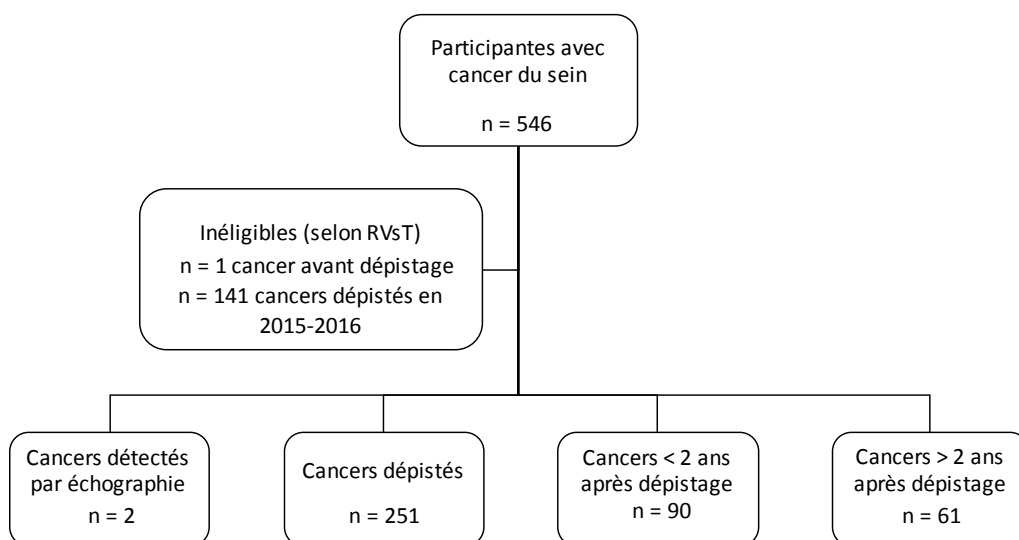 Participantes avec
cancer du sein
n = 546
Inéligibles (selon RVsT)
n = 1 cancer avant dépistage
n = 141 cancers dépistés en
2015-2016
Cancers détectés
par échographie
n = 2
Cancers dépistés
n = 251
Cancers < 2 ans
après dépistage
n = 90
Cancers > 2 ans
après dépistage
n = 61